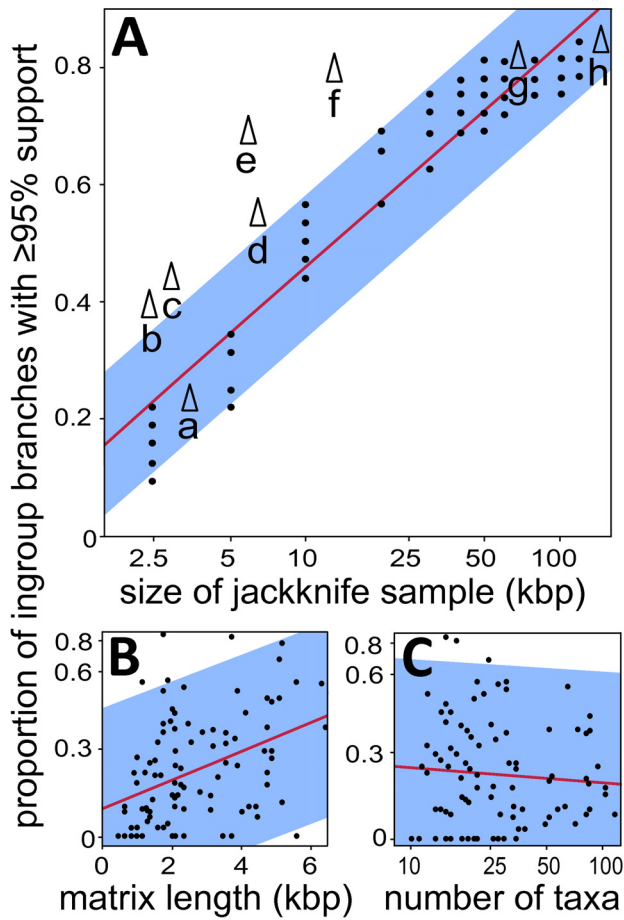 proportion of ingroup branches with ≥95% support
A
0.8
0.6
0.4
0.2
0
f
g
h
e
d
c
b
a
2.5 5 10 25 50 100
size of jackknife sample (kbp)
B
0.8
0.6
0.3
0
0 2 4 6
matrix length (kbp)
C
0.8
0.6
0.3
0
10 25 50 100
number of taxa